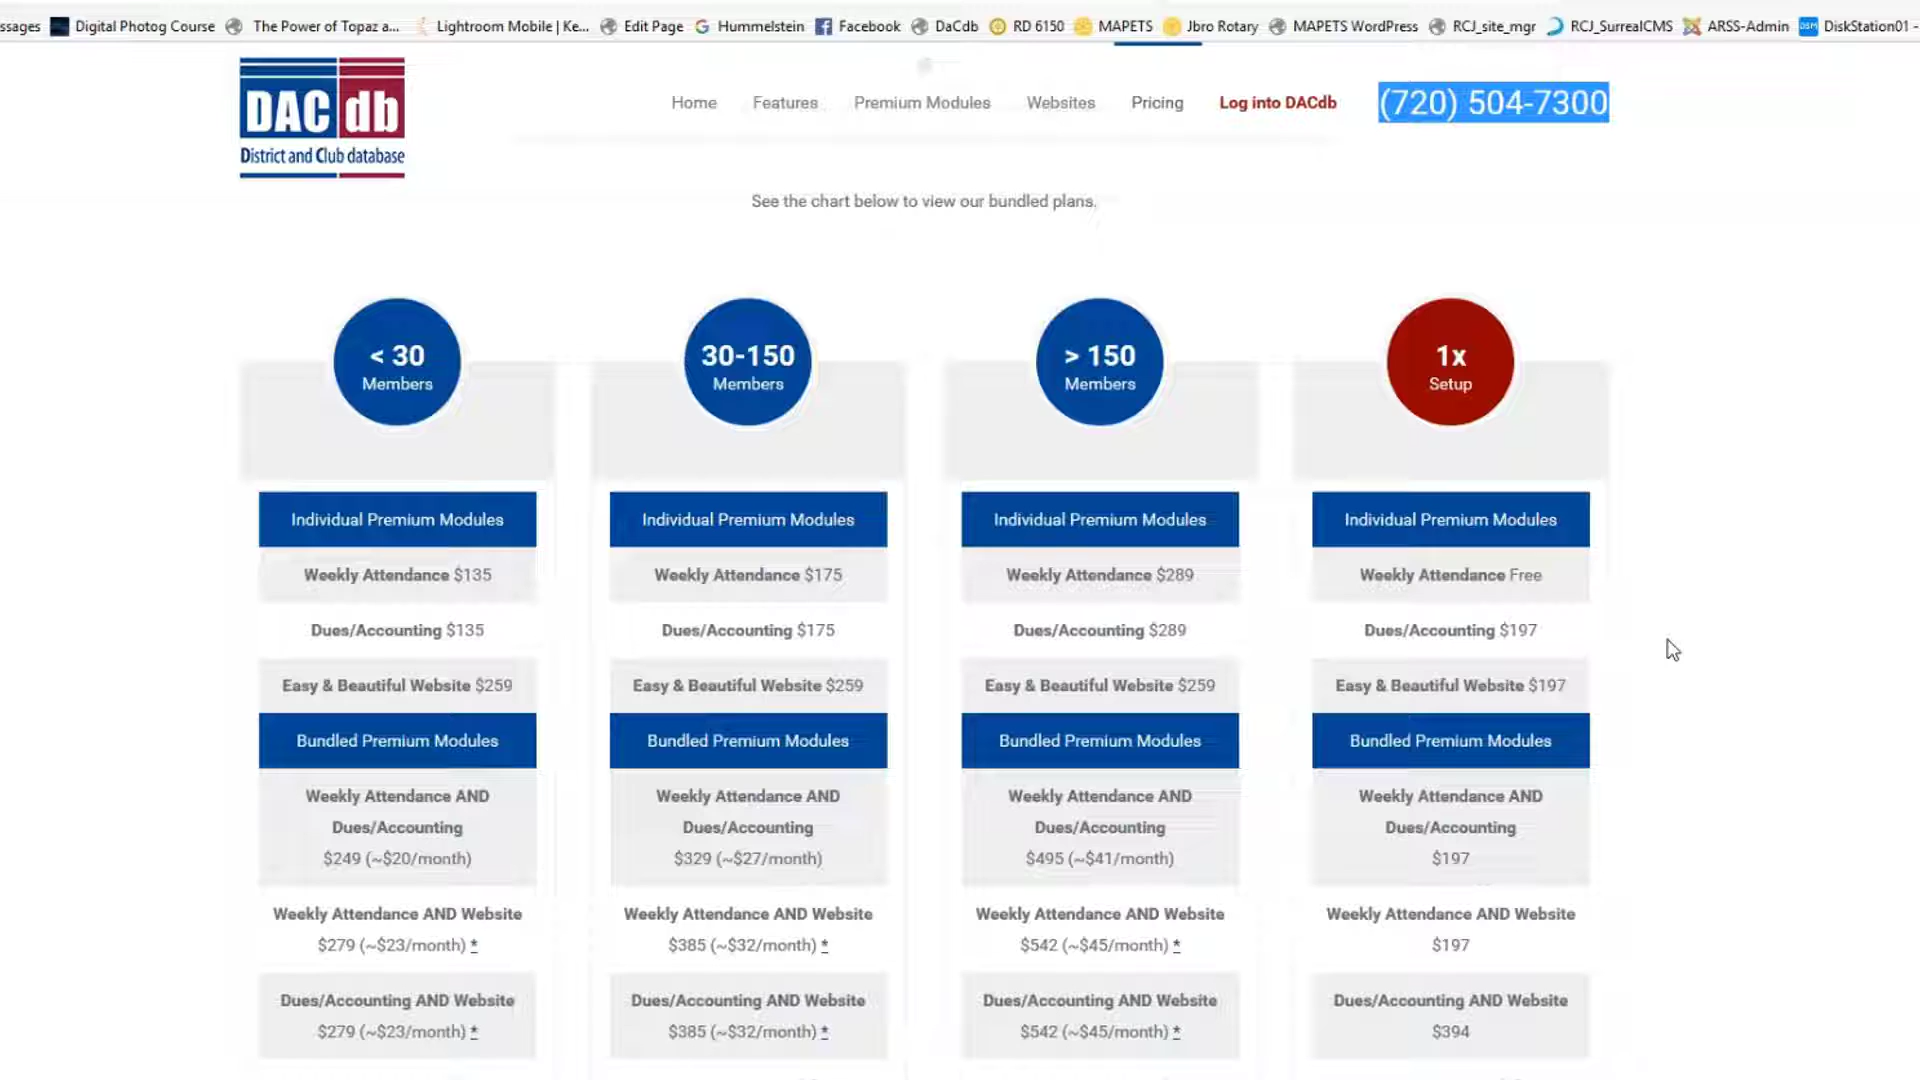 ssages Digital Photog Course The Power of Topaz a... Lightroom Mobile | Ke... Edit Page Hummelstein Facebook DaCdb RD 6150 MAPETS Jbro Rotary MAPETS WordPress RCJ_site_mgr RCJ_SurrealCMS ARSS-Admin DSM DiskStation01 -
DAC db
District and Club database
Home Features Premium Modules Websites Pricing Log into DACdb (720) 504-7300
See the chart below to view our bundled plans.
< 30
Members
30-150
Members
> 150
Members
1x
Setup
Individual Premium Modules Individual Premium Modules Individual Premium Modules Individual Premium Modules
Weekly Attendance $135 Weekly Attendance $175 Weekly Attendance $289 Weekly Attendance Free
Dues/Accounting $135 Dues/Accounting $175 Dues/Accounting $289 Dues/Accounting $197
Easy & Beautiful Website $259 Easy & Beautiful Website $259 Easy & Beautiful Website $259 Easy & Beautiful Website $197
Bundled Premium Modules Bundled Premium Modules Bundled Premium Modules Bundled Premium Modules
Weekly Attendance AND Weekly Attendance AND Weekly Attendance AND Weekly Attendance AND
Dues/Accounting Dues/Accounting Dues/Accounting Dues/Accounting
$249 (~$20/month) $329 (~$27/month) $495 (~$41/month) $197
Weekly Attendance AND Website Weekly Attendance AND Website Weekly Attendance AND Website Weekly Attendance AND Website
$279 (~$23/month) * $385 (~$32/month) * $542 (~$45/month) * $197
Dues/Accounting AND Website Dues/Accounting AND Website Dues/Accounting AND Website Dues/Accounting AND Website
$279 (~$23/month) * $385 (~$32/month) * $542 (~$45/month) * $394